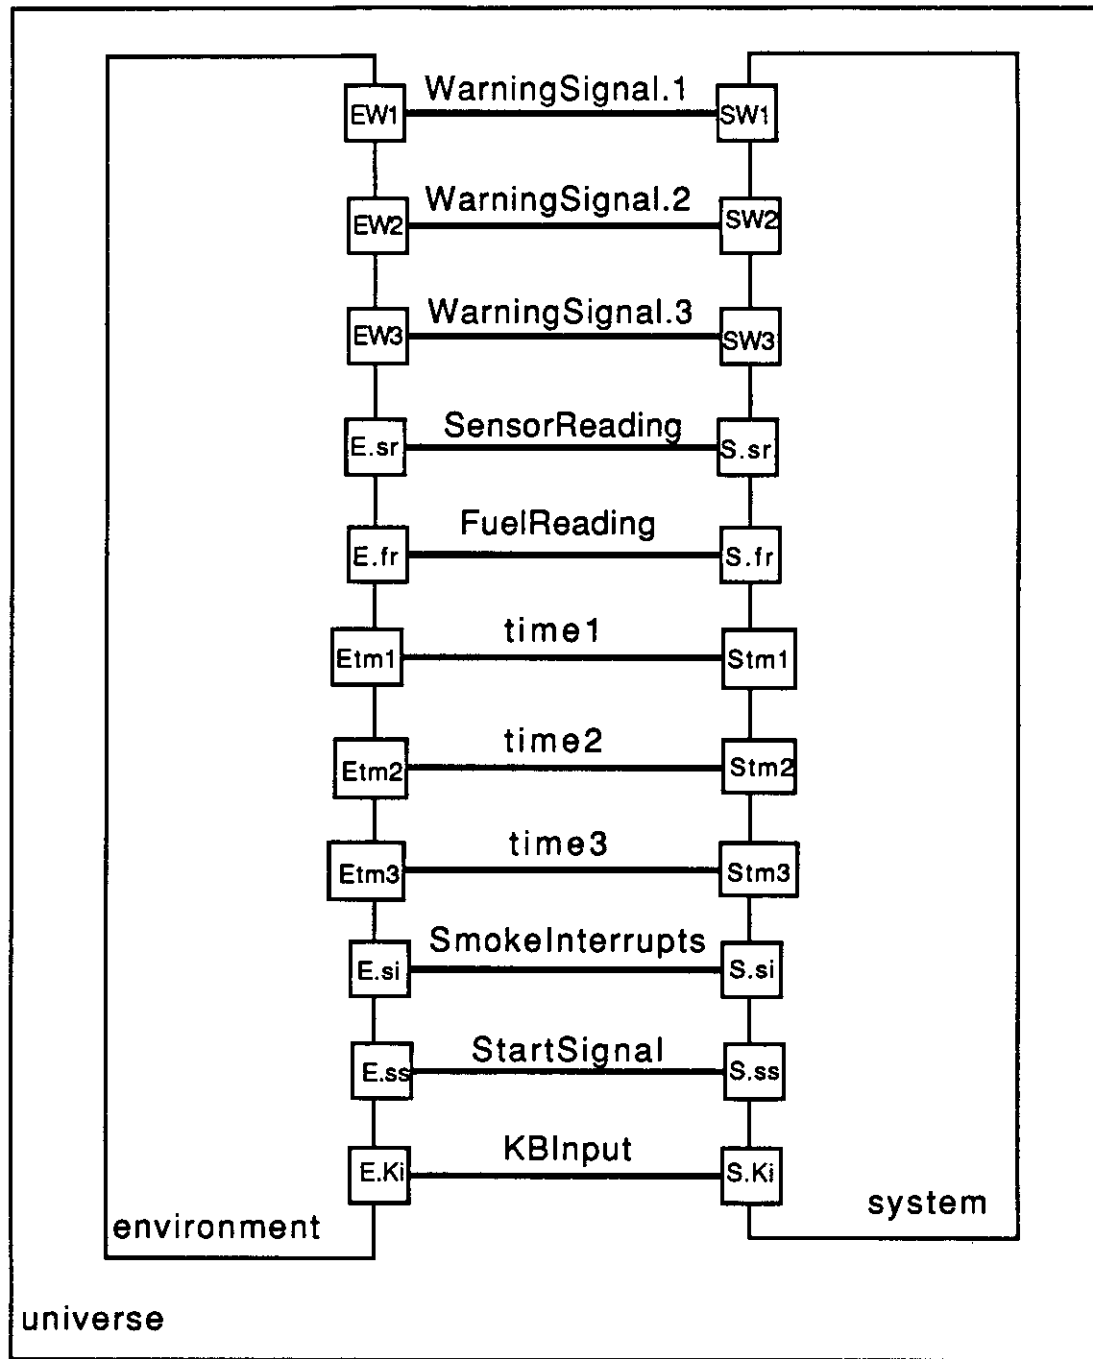 WarningSignal.1
EW1 SW1
WarningSignal.2
EW2 SW2
WarningSignal.3
EW3 SW3
SensorReading
E.sr S.sr
FuelReading
E.fr S.fr
time1
Etm1 Stm1
time2
Etm2 Stm2
time3
Etm3 Stm3
SmokeInterrupts
E.si S.si
StartSignal
E.ss S.ss
KBInput
E.Ki S.Ki
system
environment
universe